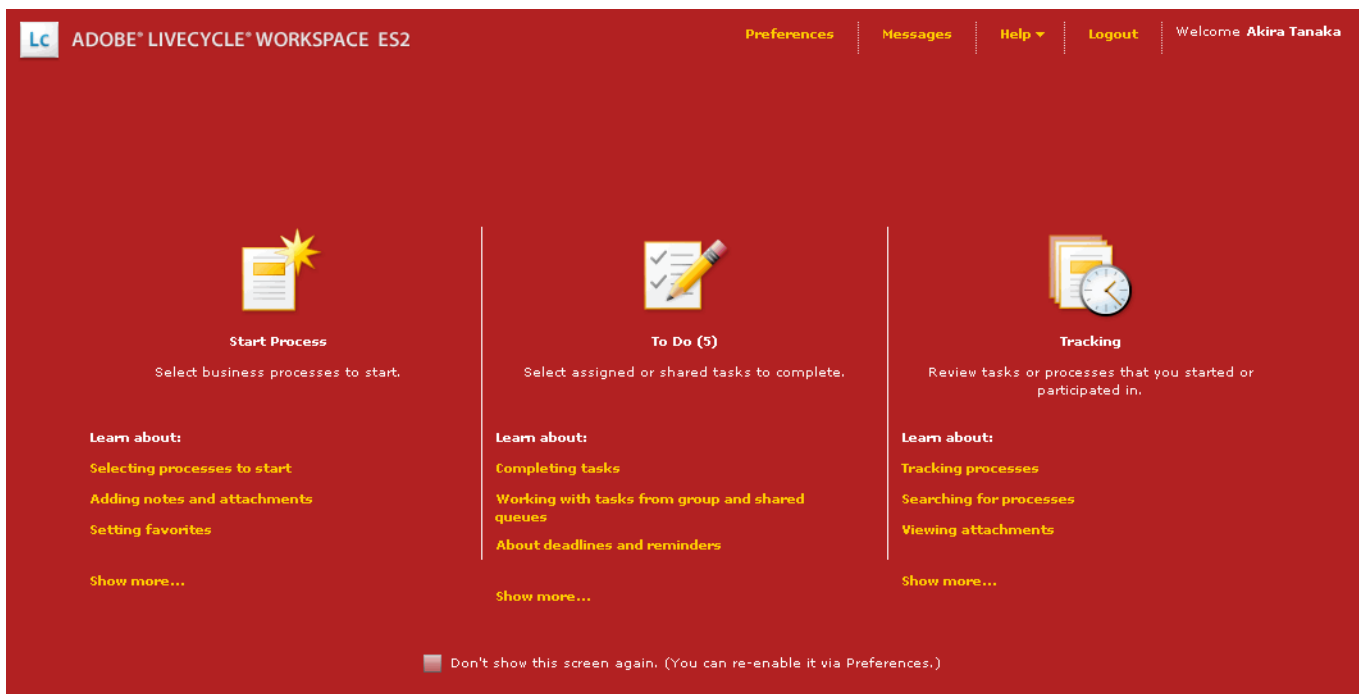 Lc ADOBE® LIVECYCLE® WORKSPACE ES2
Preferences Messages Help Logout Welcome Akira Tanaka
Start Process
Select business processes to start.
Learn about:
Selecting processes to start
Adding notes and attachments
Setting favorites
Show more...
To Do (5)
Select assigned or shared tasks to complete.
Learn about:
Completing tasks
Working with tasks from group and shared
queues
About deadlines and reminders
Show more...
Tracking
Review tasks or processes that you started or
participated in.
Learn about:
Tracking processes
Searching for processes
Viewing attachments
Show more...
Don't show this screen again. (You can re-enable it via Preferences.)